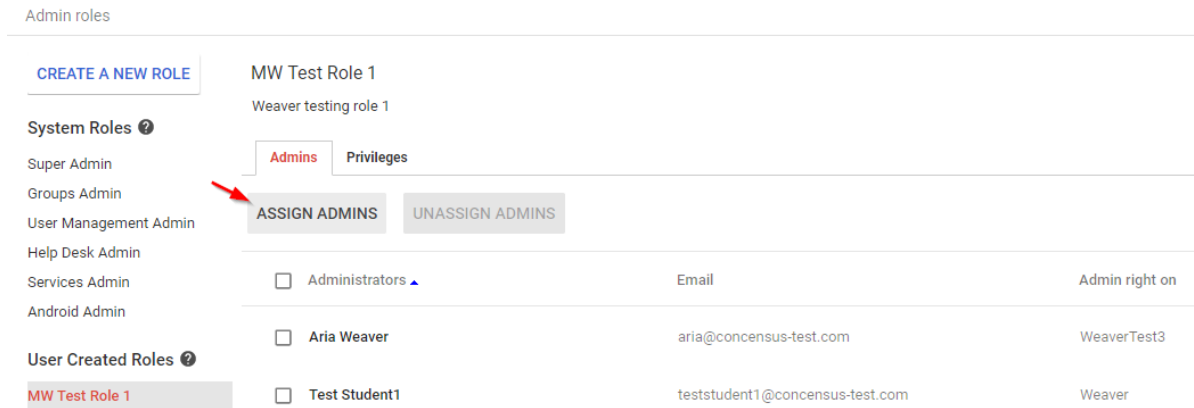 Admin roles
CREATE A NEW ROLE
System Roles ?
Super Admin
Groups Admin
User Management Admin
Help Desk Admin
Services Admin
Android Admin
User Created Roles ?
MW Test Role 1
MW Test Role 1
Weaver testing role 1
Admins Privileges
ASSIGN ADMINS UNASSIGN ADMINS
Administrators Email Admin right on
Aria Weaver aria@concensus-test.com WeaverTest3
Test Student1 teststudent1@concensus-test.com Weaver